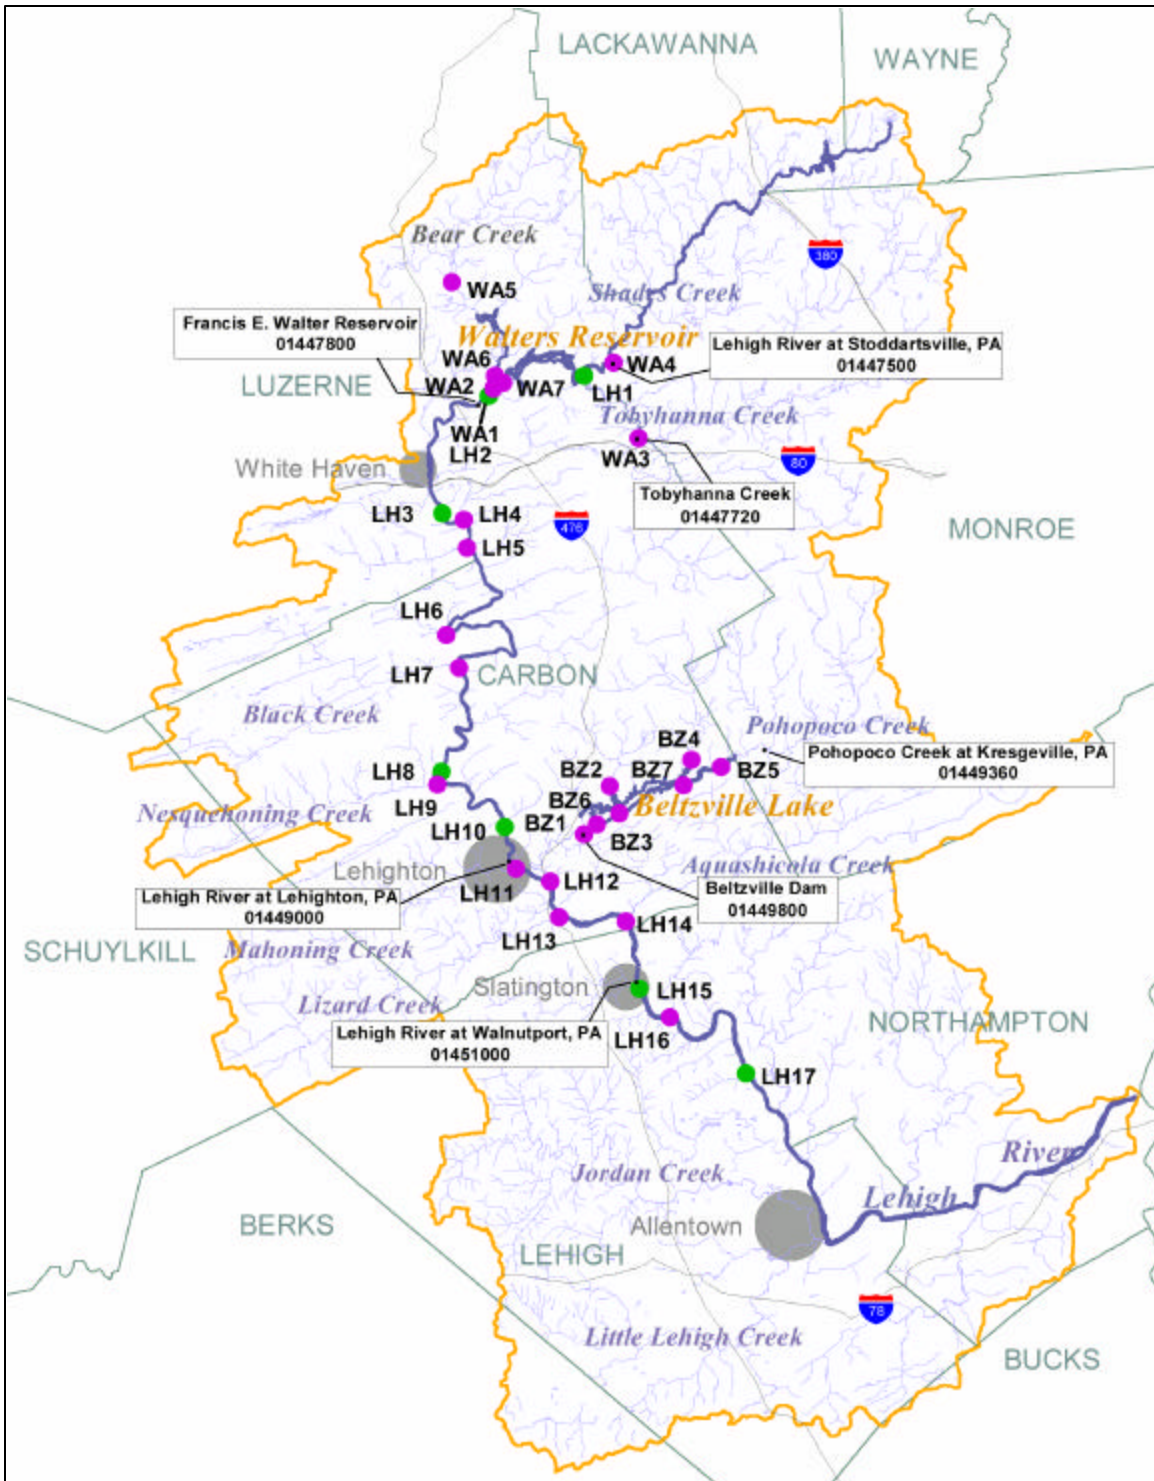 LACKAWANNA
WAYNE
Bear Creek
380
WA5
Shades Creek
Francis E. Walter Reservoir
01447800
Walters Reservoir
Lehigh River at Stoddartsville, PA
01447500
WA6
WA4
LUZERNE
WA2
WA7
LH1
WA1
Tobyhanna Creek
LH2
WA3
80
White Haven
Tobyhanna Creek
01447720
LH3
LH4
476
MONROE
LH5
LH6
LH7
CARBON
Black Creek
Pohopoco Creek
BZ4
Pohopoco Creek at Kresgeville, PA
01449360
BZ2
BZ7
BZ5
LH8
LH9
BZ6
Beltzville Lake
Nesquehoning Creek
LH10
BZ1
BZ3
Lehighton
Aquashicola Creek
LH11
LH12
Lehigh River at Lehighton, PA
01449000
Beltzville Dam
01449800
LH13
LH14
SCHUYLKILL
Mahoning Creek
Slatington
LH15
Lizard Creek
NORTHAMPTON
Lehigh River at Walnutport, PA
01451000
LH16
LH17
River
Jordan Creek
Lehigh
Allentown
BERKS
LEHIGH
78
Little Lehigh Creek
BUCKS